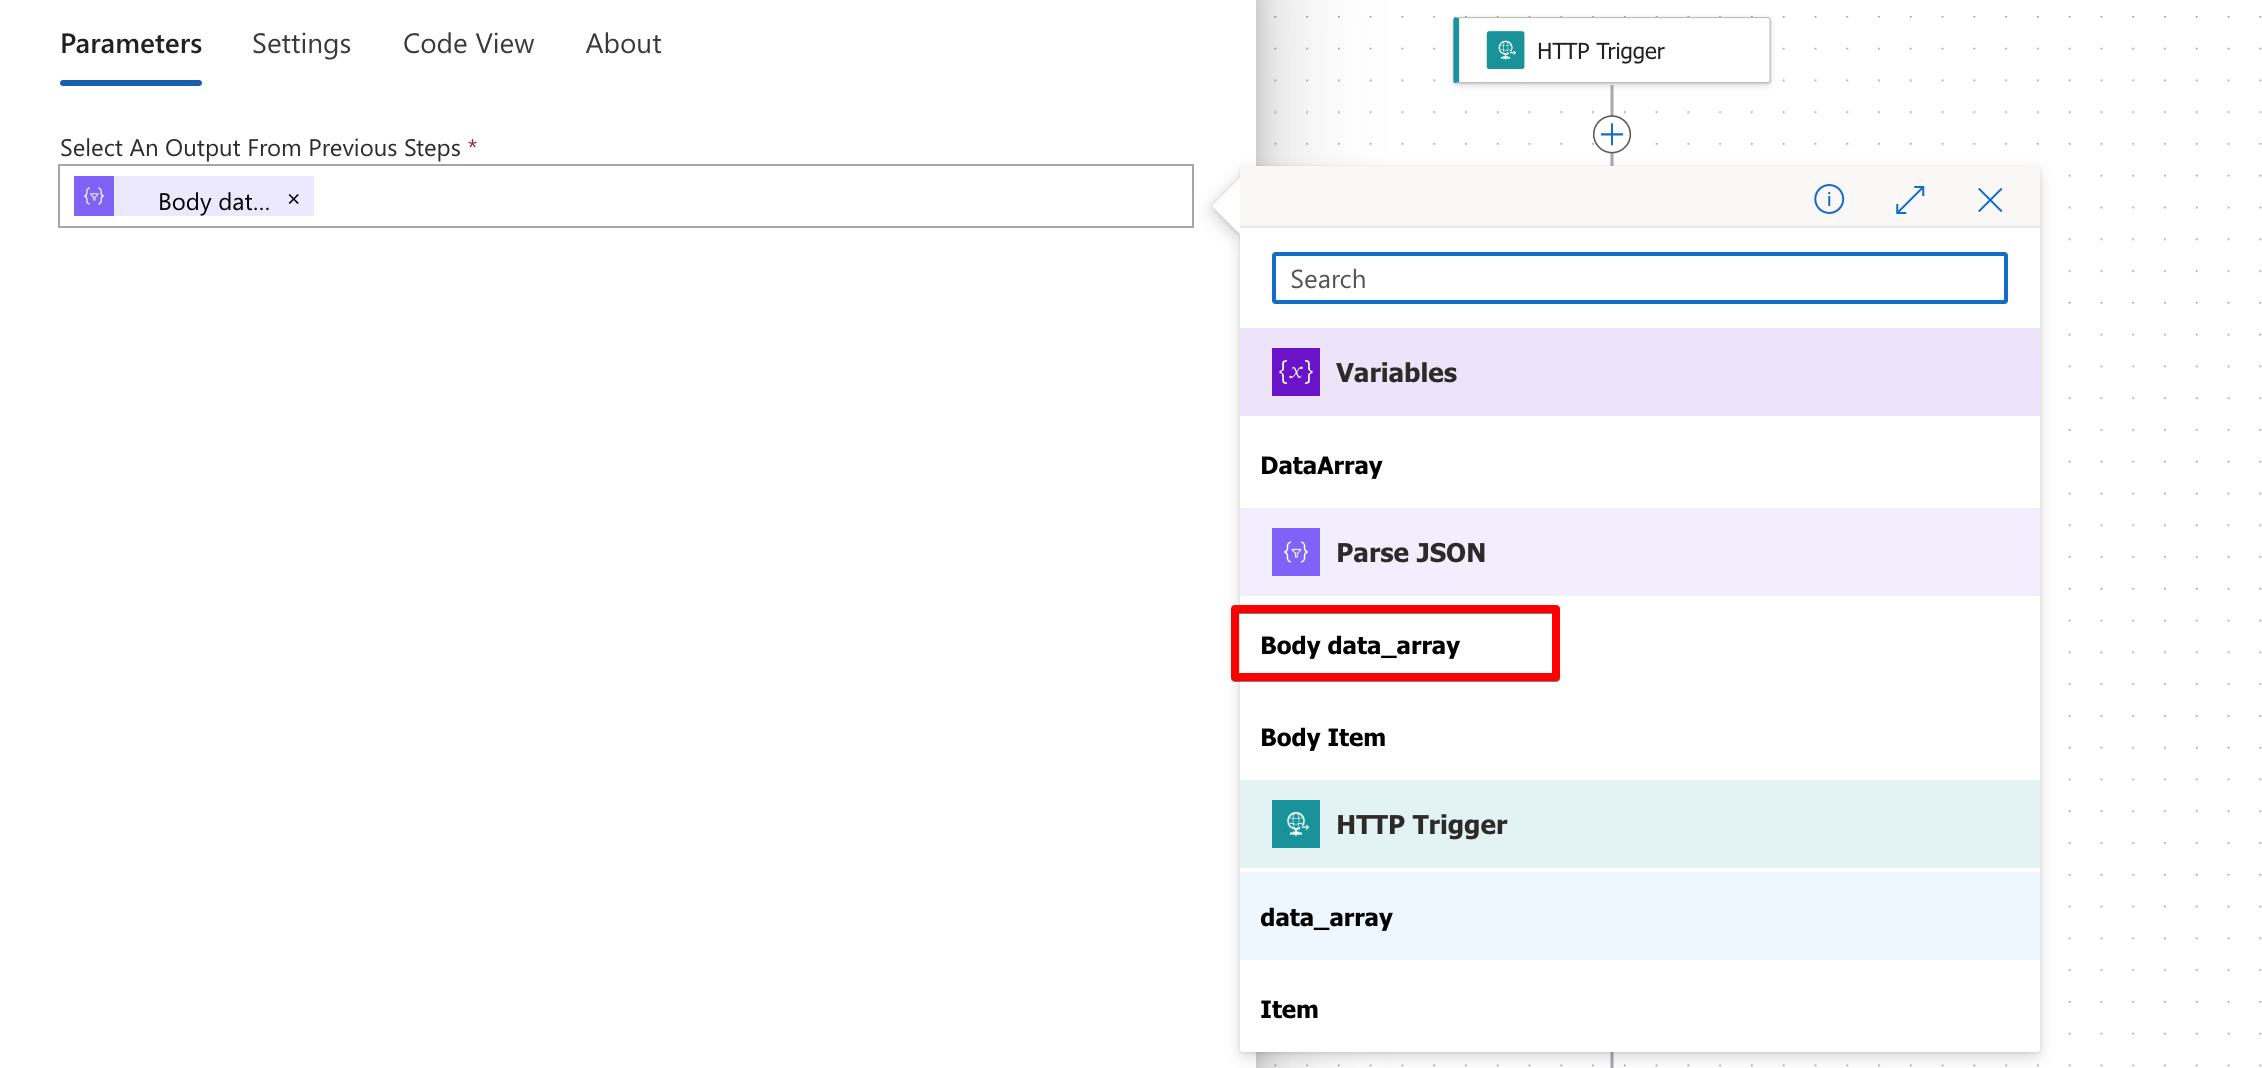 Parameters Settings Code View About
Select An Output From Previous Steps *
Body dat... ×
HTTP Trigger
Search
{x} Variables
DataArray
Parse JSON
Body data_array
Body Item
HTTP Trigger
data_array
Item